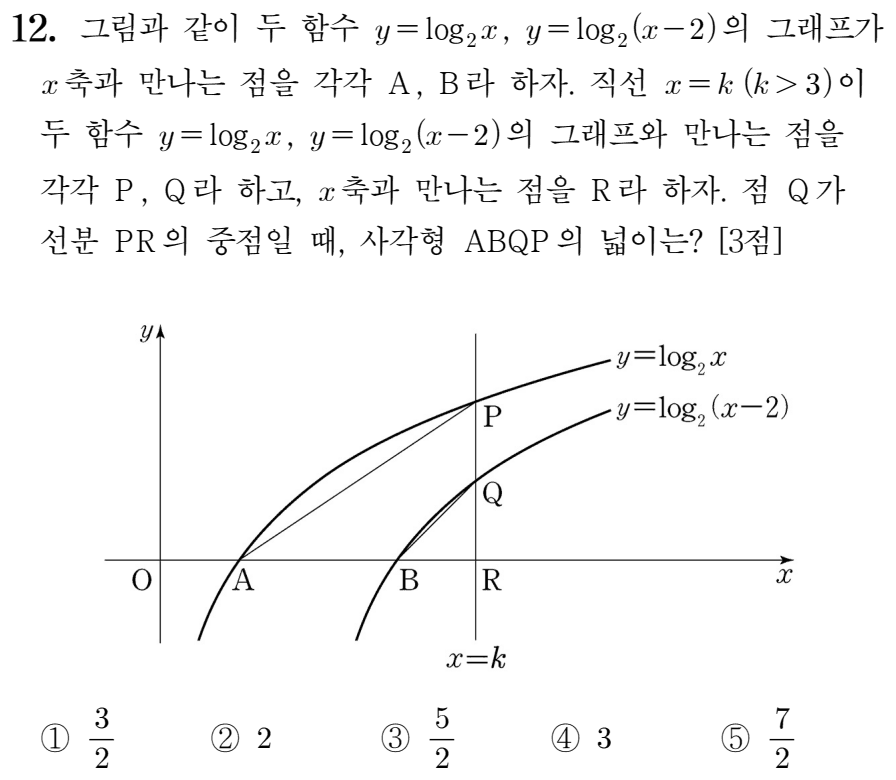 12. 그림과 같이 두 함수 y=log₂x, y=log₂(x−2)의 그래프가
x축과 만나는 점을 각각 A, B라 하자. 직선 x=k (k>3)이
두 함수 y=log₂x, y=log₂(x−2)의 그래프와 만나는 점을
각각 P, Q라 하고, x축과 만나는 점을 R라 하자. 점 Q가
선분 PR의 중점일 때, 사각형 ABQP의 넓이는? [3점]
y
y=log₂x
P
y=log₂(x−2)
Q
O A B R x
x=k
① 3/2 ② 2 ③ 5/2 ④ 3 ⑤ 7/2